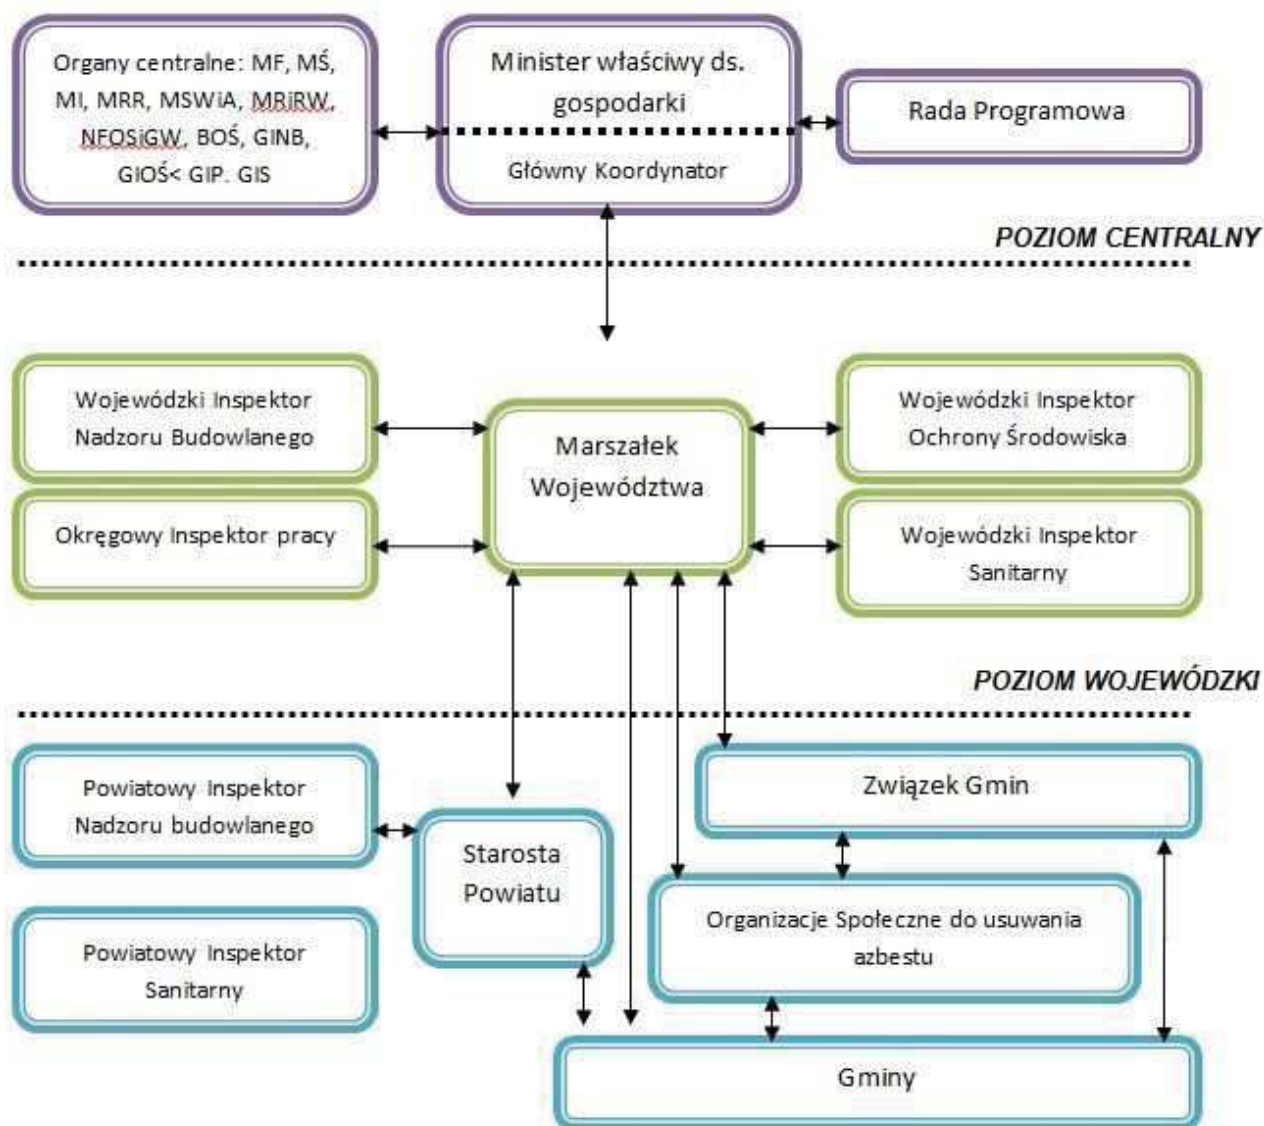 Organy centralne: MF, MŚ,
MI, MRR, MSWiA, MRiRW,
NFOSiGW, BOŚ, GINB,
GIOŚ< GIP. GIS
Minister właściwy ds.
gospodarki
Główny Koordynator
Rada Programowa
POZIOM CENTRALNY
Wojewódzki Inspektor
Nadzoru Budowlanego
Okręgowy Inspektor pracy
Marszałek
Województwa
Wojewódzki Inspektor
Ochrony Środowiska
Wojewódzki Inspektor
Sanitarny
POZIOM WOJEWÓDZKI
Powiatowy Inspektor
Nadzoru budowlanego
Powiatowy Inspektor
Sanitarny
Starosta
Powiatu
Związek Gmin
Organizacje Społeczne do usuwania
azbestu
Gminy